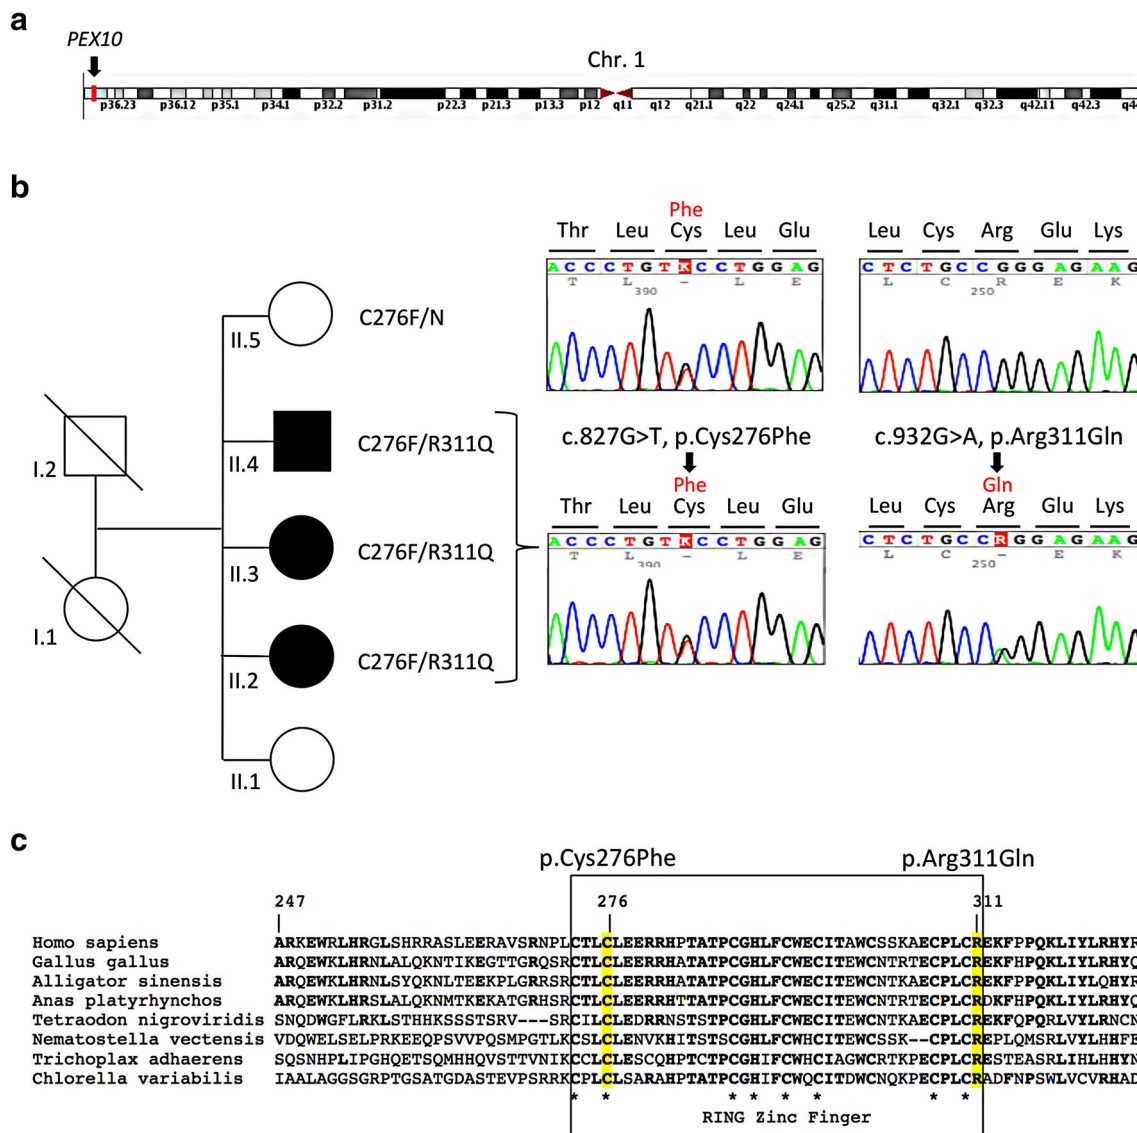 a
PEX10
Chr. 1
p36.23 p36.12 p35.1 p34.1 p32.2 p31.2 p22.3 p21.3 p13.3 p12 q11 q12 q21.1 q22 q24.1 q25.2 q31.1 q32.1 q32.3 q42.11 q42.3 q44
b
II.5
C276F/N
II.4
C276F/R311Q
I.2
II.3
C276F/R311Q
I.1
II.2
C276F/R311Q
II.1
Phe
Thr Leu Cys Leu Glu
A C C C T G T K C C T G G A G
T L - L E
390
Leu Cys Arg Glu Lys
C T C T G C C G G G A G A A G
L C R E K
250
c.827G>T, p.Cys276Phe
c.932G>A, p.Arg311Gln
Phe
Thr Leu Cys Leu Glu
A C C C T G T K C C T G G A G
T L - L E
390
Gln
Leu Cys Arg Glu Lys
C T C T G C C R G G A G A A G
L C - E K
250
c
p.Cys276Phe p.Arg311Gln
247 276 311
Homo sapiens ARKEWRLHRGLSHRRASLEERAVSRNPLCTLCLEERRHPTATPCGHLFCWECITAWCSSKAECPLCREKFPPQKLIYLRHYR
Gallus gallus ARQEWKLHRNLALQKNTIKEGTTGRQSRCTLCLEERRHATATPCGHLFCWECITEWCNTRTECPLCREKFHPQKLIYLRHYQ
Alligator sinensis ARQEWKLHRNLSYQKNLTEEKPLGRRSRCTLCLEERRHTTATPCGHLFCWECITEWCNTKTECPLCREKFHPQKLIYLQHYR
Anas platyrhynchos ARQEWKLHRSLALQKNMTKEKATGRHSRCTLCLEERRHTTATPCGHLFCWECITEWCNTRTECPLCRDKFHPQKLIYLRHYQ
Tetraodon nigroviridis SNQDWGFLRKLSTHHKSSSTSRV---SRCILCLEDRRNSTSTPCGHLFCWECITEWCNTKAECPLCREKFQPQRLVYLRNCN
Nematostella vectensis VDQWELSELPRKEEQPSVVPQSMPGTLKCSLCLENVKHITSTSCGHLFCWHCITEWCSSK--CPLCREPLQMSRLVYLHHFE
Trichoplax adhaerens SQSNHPLIPGHQETSQMHHQVSTTVNIKCCLCLESCQHPTCTPCGHIFCWHCIAGWCRTKPECPLCRESTEASRLIHLHHYN
Chlorella variabilis IAALAGGSGRPTGSATGDASTEVPSRRKCPLCLSARAHPTATPCGHIFCWQCITDWCNQKPECPLCRADFNPSWLVCVRHAD
* * * * * * * *
RING Zinc Finger